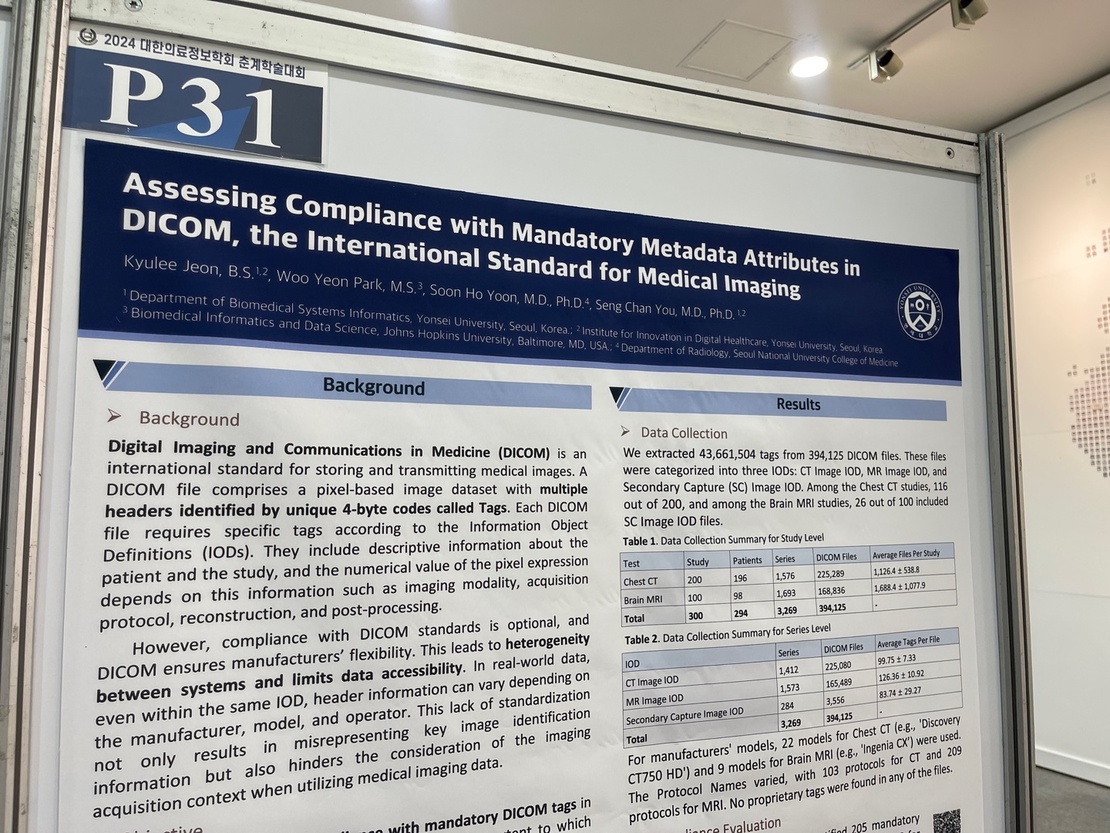 2024 대한의료정보학회 춘계학술대회
P31
Assessing Compliance with Mandatory Metadata Attributes in
DICOM, the International Standard for Medical Imaging
Kyulee Jeon, B.S.1,2, Woo Yeon Park, M.S.3, Soon Ho Yoon, M.D., Ph.D.4, Seng Chan You, M.D., Ph.D. 1,2
1 Department of Biomedical Systems Informatics, Yonsei University, Seoul, Korea.; 2 Institute for Innovation in Digital Healthcare, Yonsei University, Seoul, Korea
3 Biomedical Informatics and Data Science, Johns Hopkins University, Baltimore, MD, USA.; 4 Department of Radiology, Seoul National University College of Medicine
Background
➢ Background
Digital Imaging and Communications in Medicine (DICOM) is an
international standard for storing and transmitting medical images. A
DICOM file comprises a pixel-based image dataset with multiple
headers identified by unique 4-byte codes called Tags. Each DICOM
file requires specific tags according to the Information Object
Definitions (IODs). They include descriptive information about the
patient and the study, and the numerical value of the pixel expression
depends on this information such as imaging modality, acquisition
protocol, reconstruction, and post-processing.
However, compliance with DICOM standards is optional, and
DICOM ensures manufacturers' flexibility. This leads to heterogeneity
between systems and limits data accessibility. In real-world data,
even within the same IOD, header information can vary depending on
the manufacturer, model, and operator. This lack of standardization
not only results in misrepresenting key image identification
information but also hinders the consideration of the imaging
acquisition context when utilizing medical imaging data.
with mandatory DICOM tags in
to which
Results
➢ Data Collection
We extracted 43,661,504 tags from 394,125 DICOM files. These files
were categorized into three IODs: CT Image IOD, MR Image IOD, and
Secondary Capture (SC) Image IOD. Among the Chest CT studies, 116
out of 200, and among the Brain MRI studies, 26 out of 100 included
SC Image IOD files.
Table 1. Data Collection Summary for Study Level
Test Study Patients Series DICOM Files Average Files Per Study
Chest CT 200 196 1,576 225,289 1,126.4 ± 538.8
Brain MRI 100 98 1,693 168,836 1,688.4 ± 1,077.9
Total 300 294 3,269 394,125 -
Table 2. Data Collection Summary for Series Level
IOD Series DICOM Files Average Tags Per File
CT Image IOD 1,412 225,080 99.75 ± 7.33
MR Image IOD 1,573 165,489 126.36 ± 10.92
Secondary Capture Image IOD 284 3,556 83.74 ± 29.27
Total 3,269 394,125 -
For manufacturers' models, 22 models for Chest CT (e.g., 'Discovery
CT750 HD') and 9 models for Brain MRI (e.g., 'Ingenia CX') were used.
The Protocol Names varied, with 103 protocols for CT and 209
protocols for MRI. No proprietary tags were found in any of the files.
Evaluation
205 mandatory